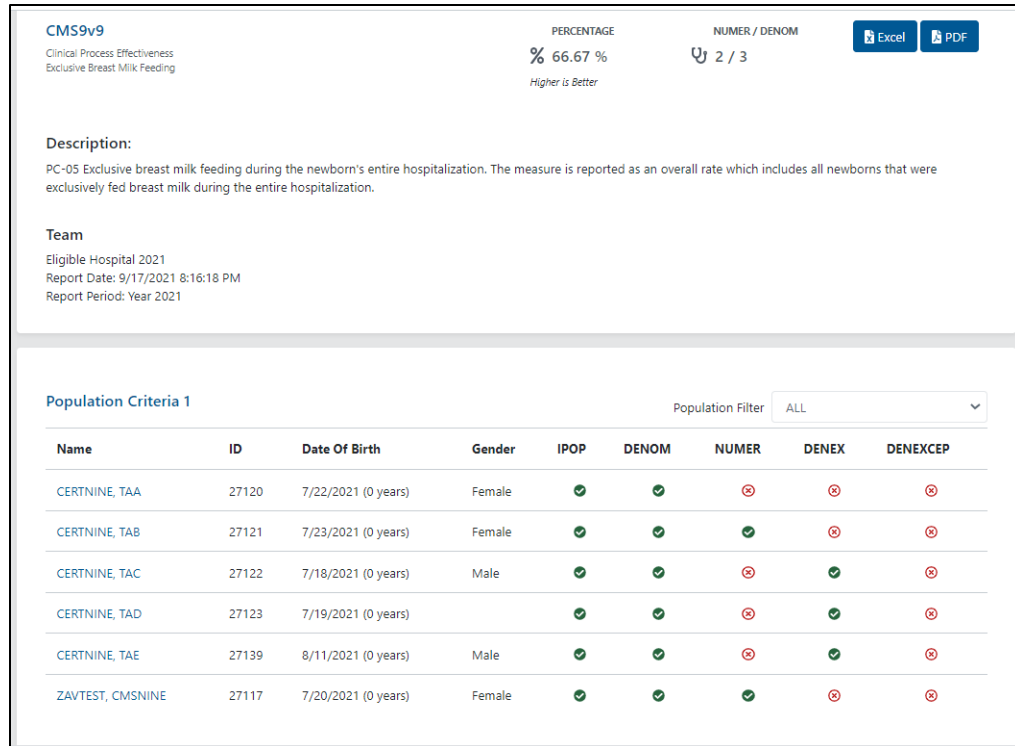 CMS9v9
Clinical Process Effectiveness
Exclusive Breast Milk Feeding
PERCENTAGE
% 66.67 %
Higher is Better
NUMER / DENOM
2 / 3
Excel
PDF
Description:
PC-05 Exclusive breast milk feeding during the newborn's entire hospitalization. The measure is reported as an overall rate which includes all newborns that were
exclusively fed breast milk during the entire hospitalization.
Team
Eligible Hospital 2021
Report Date: 9/17/2021 8:16:18 PM
Report Period: Year 2021
Population Criteria 1
Population Filter ALL
Name ID Date Of Birth Gender IPOP DENOM NUMER DENEX DENEXCEP
CERTNINE, TAA 27120 7/22/2021 (0 years) Female
CERTNINE, TAB 27121 7/23/2021 (0 years) Female
CERTNINE, TAC 27122 7/18/2021 (0 years) Male
CERTNINE, TAD 27123 7/19/2021 (0 years)
CERTNINE, TAE 27139 8/11/2021 (0 years) Male
ZAVTEST, CMSNINE 27117 7/20/2021 (0 years) Female